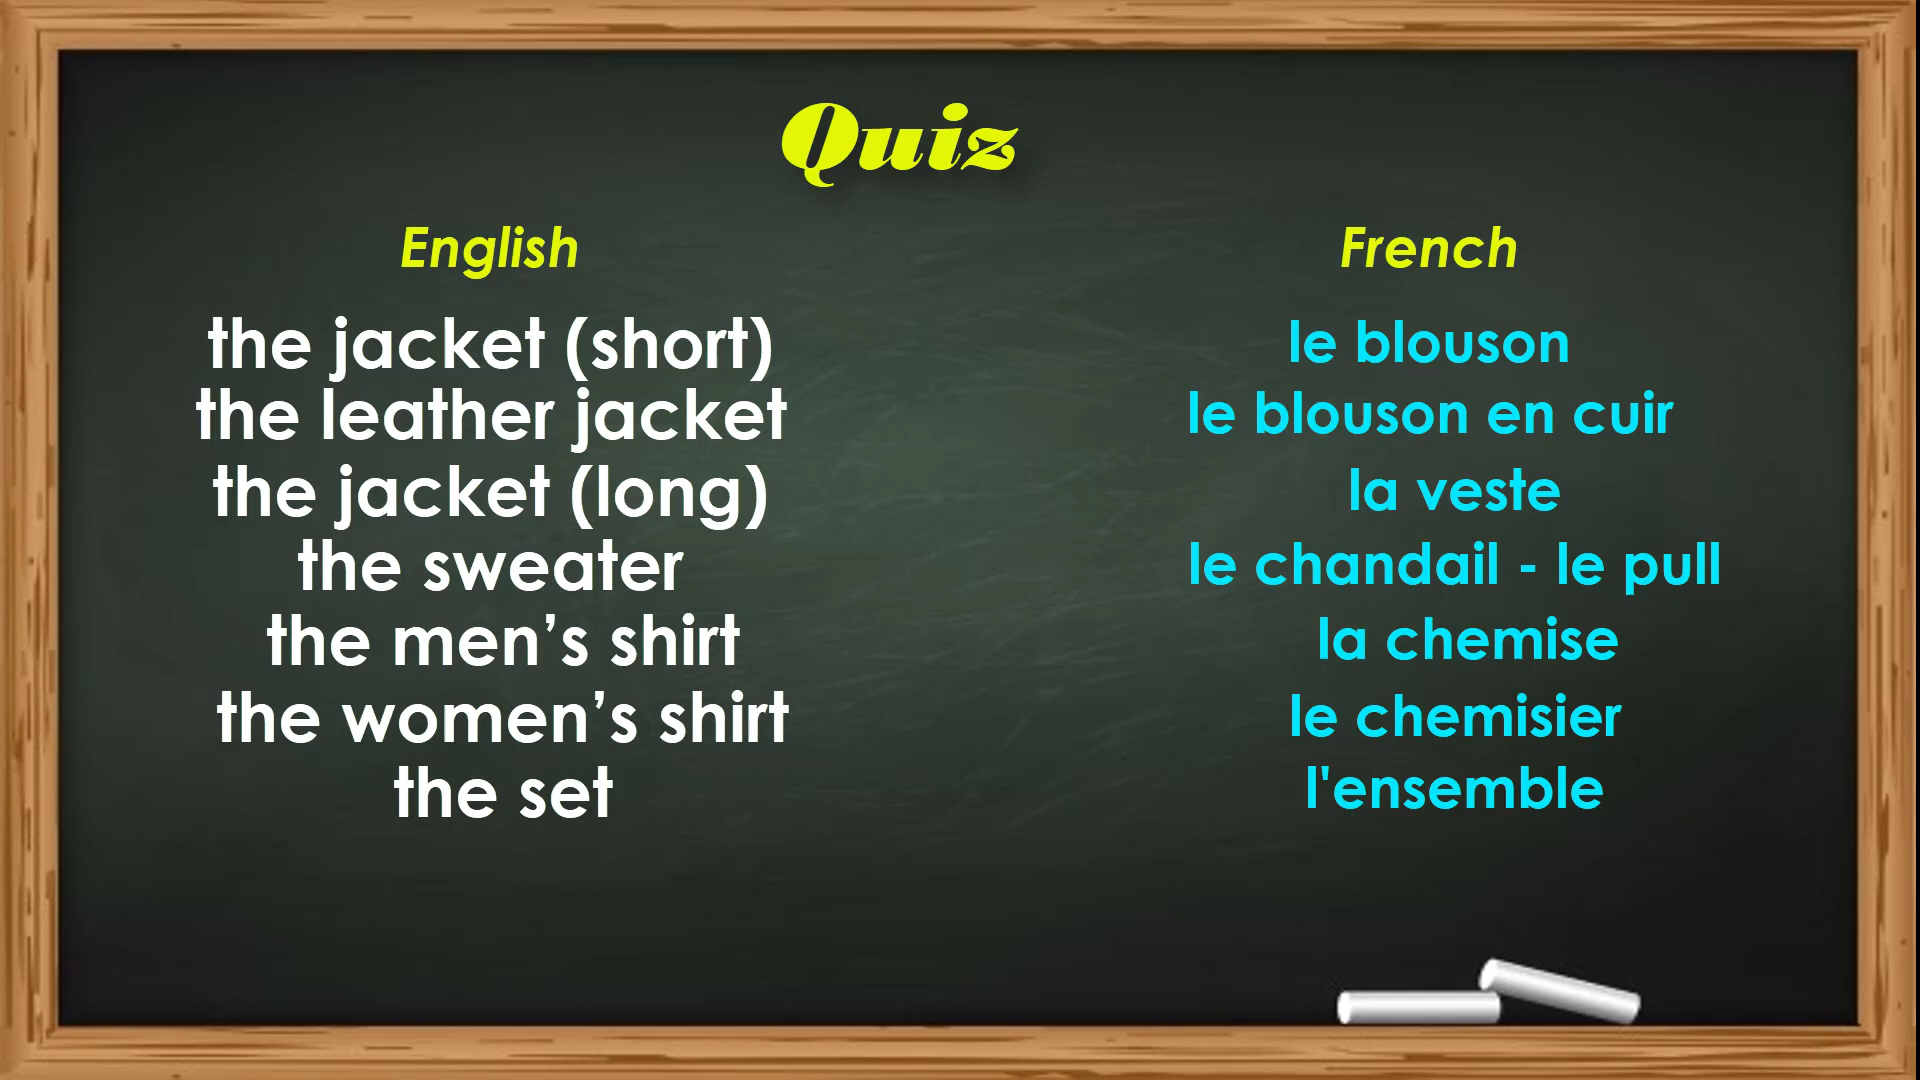 Quiz
English French
the jacket (short) le blouson
the leather jacket le blouson en cuir
the jacket (long) la veste
the sweater le chandail - le pull
the men’s shirt la chemise
the women’s shirt le chemisier
the set l'ensemble